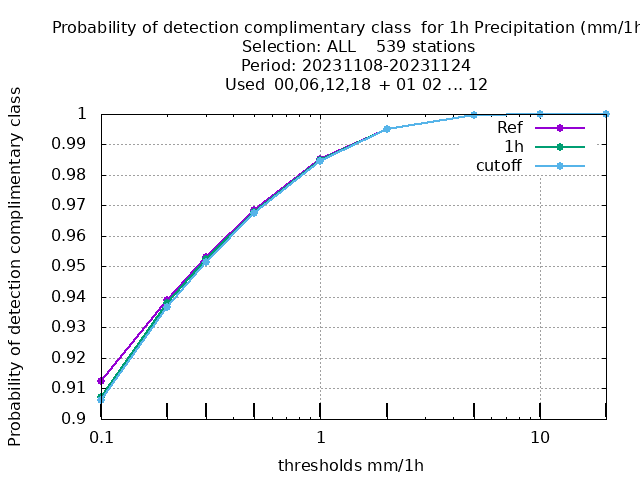 Probability of detection complimentary class  for 1h Precipitation (mm/1h
Selection: ALL    539 stations
Period: 20231108-20231124
Used  00,06,12,18  + 01 02 ... 12
Probability of detection complimentary class
1
0.99
0.98
0.97
0.96
0.95
0.94
0.93
0.92
0.91
0.9
Ref
1h
cutoff
0.1
1
10
thresholds mm/1h